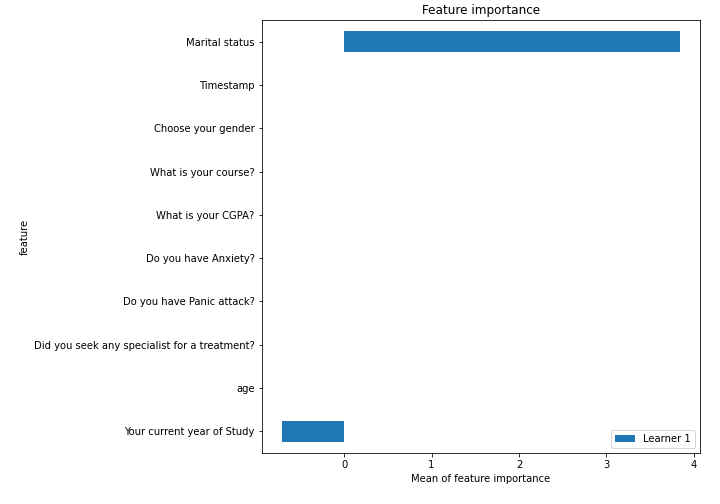 Feature importance
Marital status
Timestamp
Choose your gender
What is your course?
What is your CGPA?
Do you have Anxiety?
Do you have Panic attack?
Did you seek any specialist for a treatment?
age
Your current year of Study
feature
Learner 1
0 1 2 3 4
Mean of feature importance